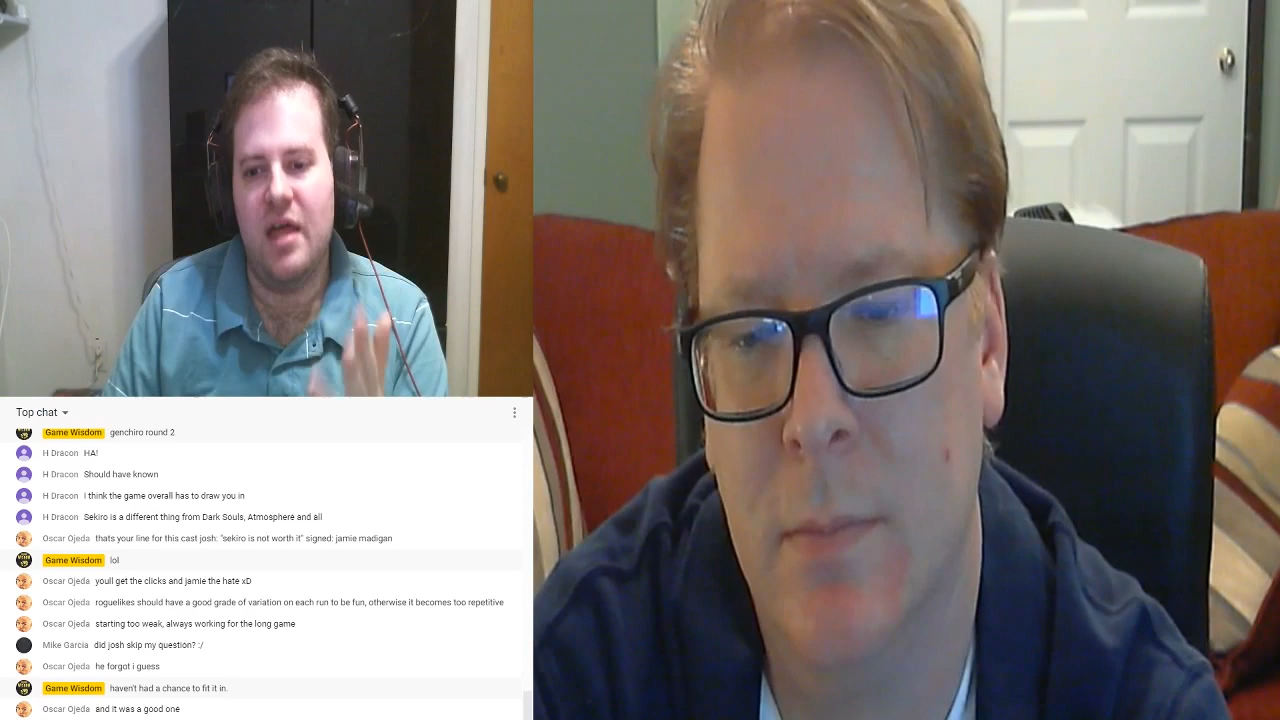 Top chat
Game Wisdom genchiro round 2
H Dracon HA!
H Dracon Should have known
H Dracon I think the game overall has to draw you in
H Dracon Sekiro is a different thing from Dark Souls, Atmosphere and all
Oscar Ojeda thats your line for this cast josh: "sekiro is not worth it" signed: jamie madigan
Game Wisdom lol
Oscar Ojeda youll get the clicks and jamie the hate xD
Oscar Ojeda roguelikes should have a good grade of variation on each run to be fun, otherwise it becomes too repetitive
Oscar Ojeda starting too weak, always working for the long game
Mike Garcia did josh skip my question? :/
Oscar Ojeda he forgot i guess
Game Wisdom haven't had a chance to fit it in.
Oscar Ojeda and it was a good one